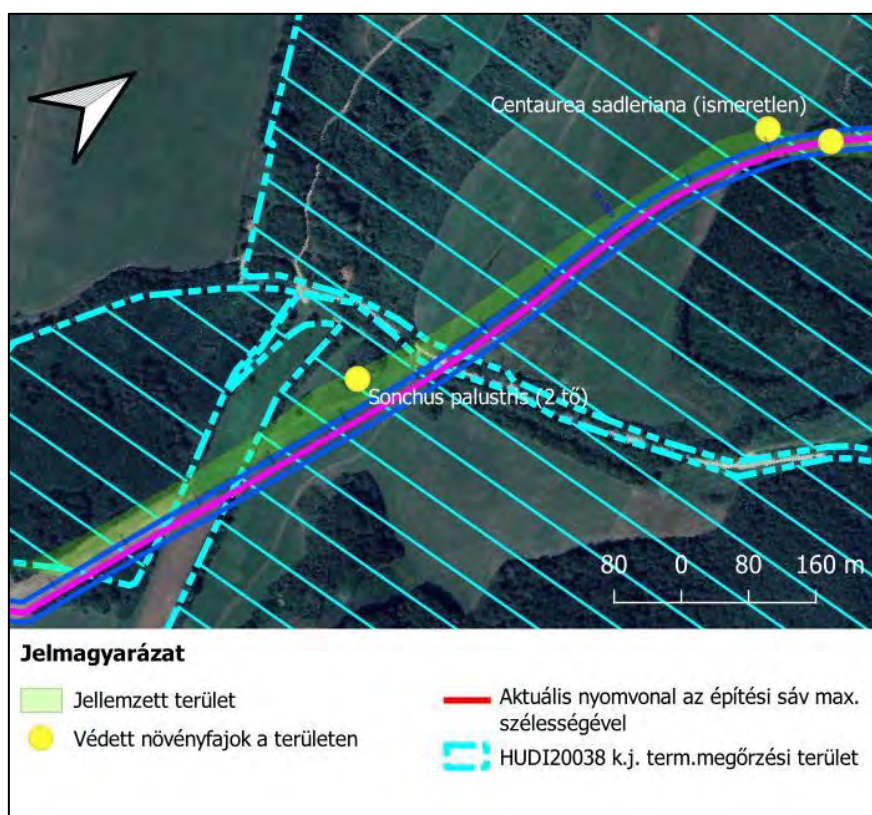 Centaurea sadleriana (ismeretlen)
Sonchus palustris (2 tő)
80 0 80 160 m
Jelmagyarázat
Jellemzett terület
Védett növényfajok a területen
Aktuális nyomvonal az építési sáv max.
szélességével
HUDI20038 k.j. term.megőrzési terület